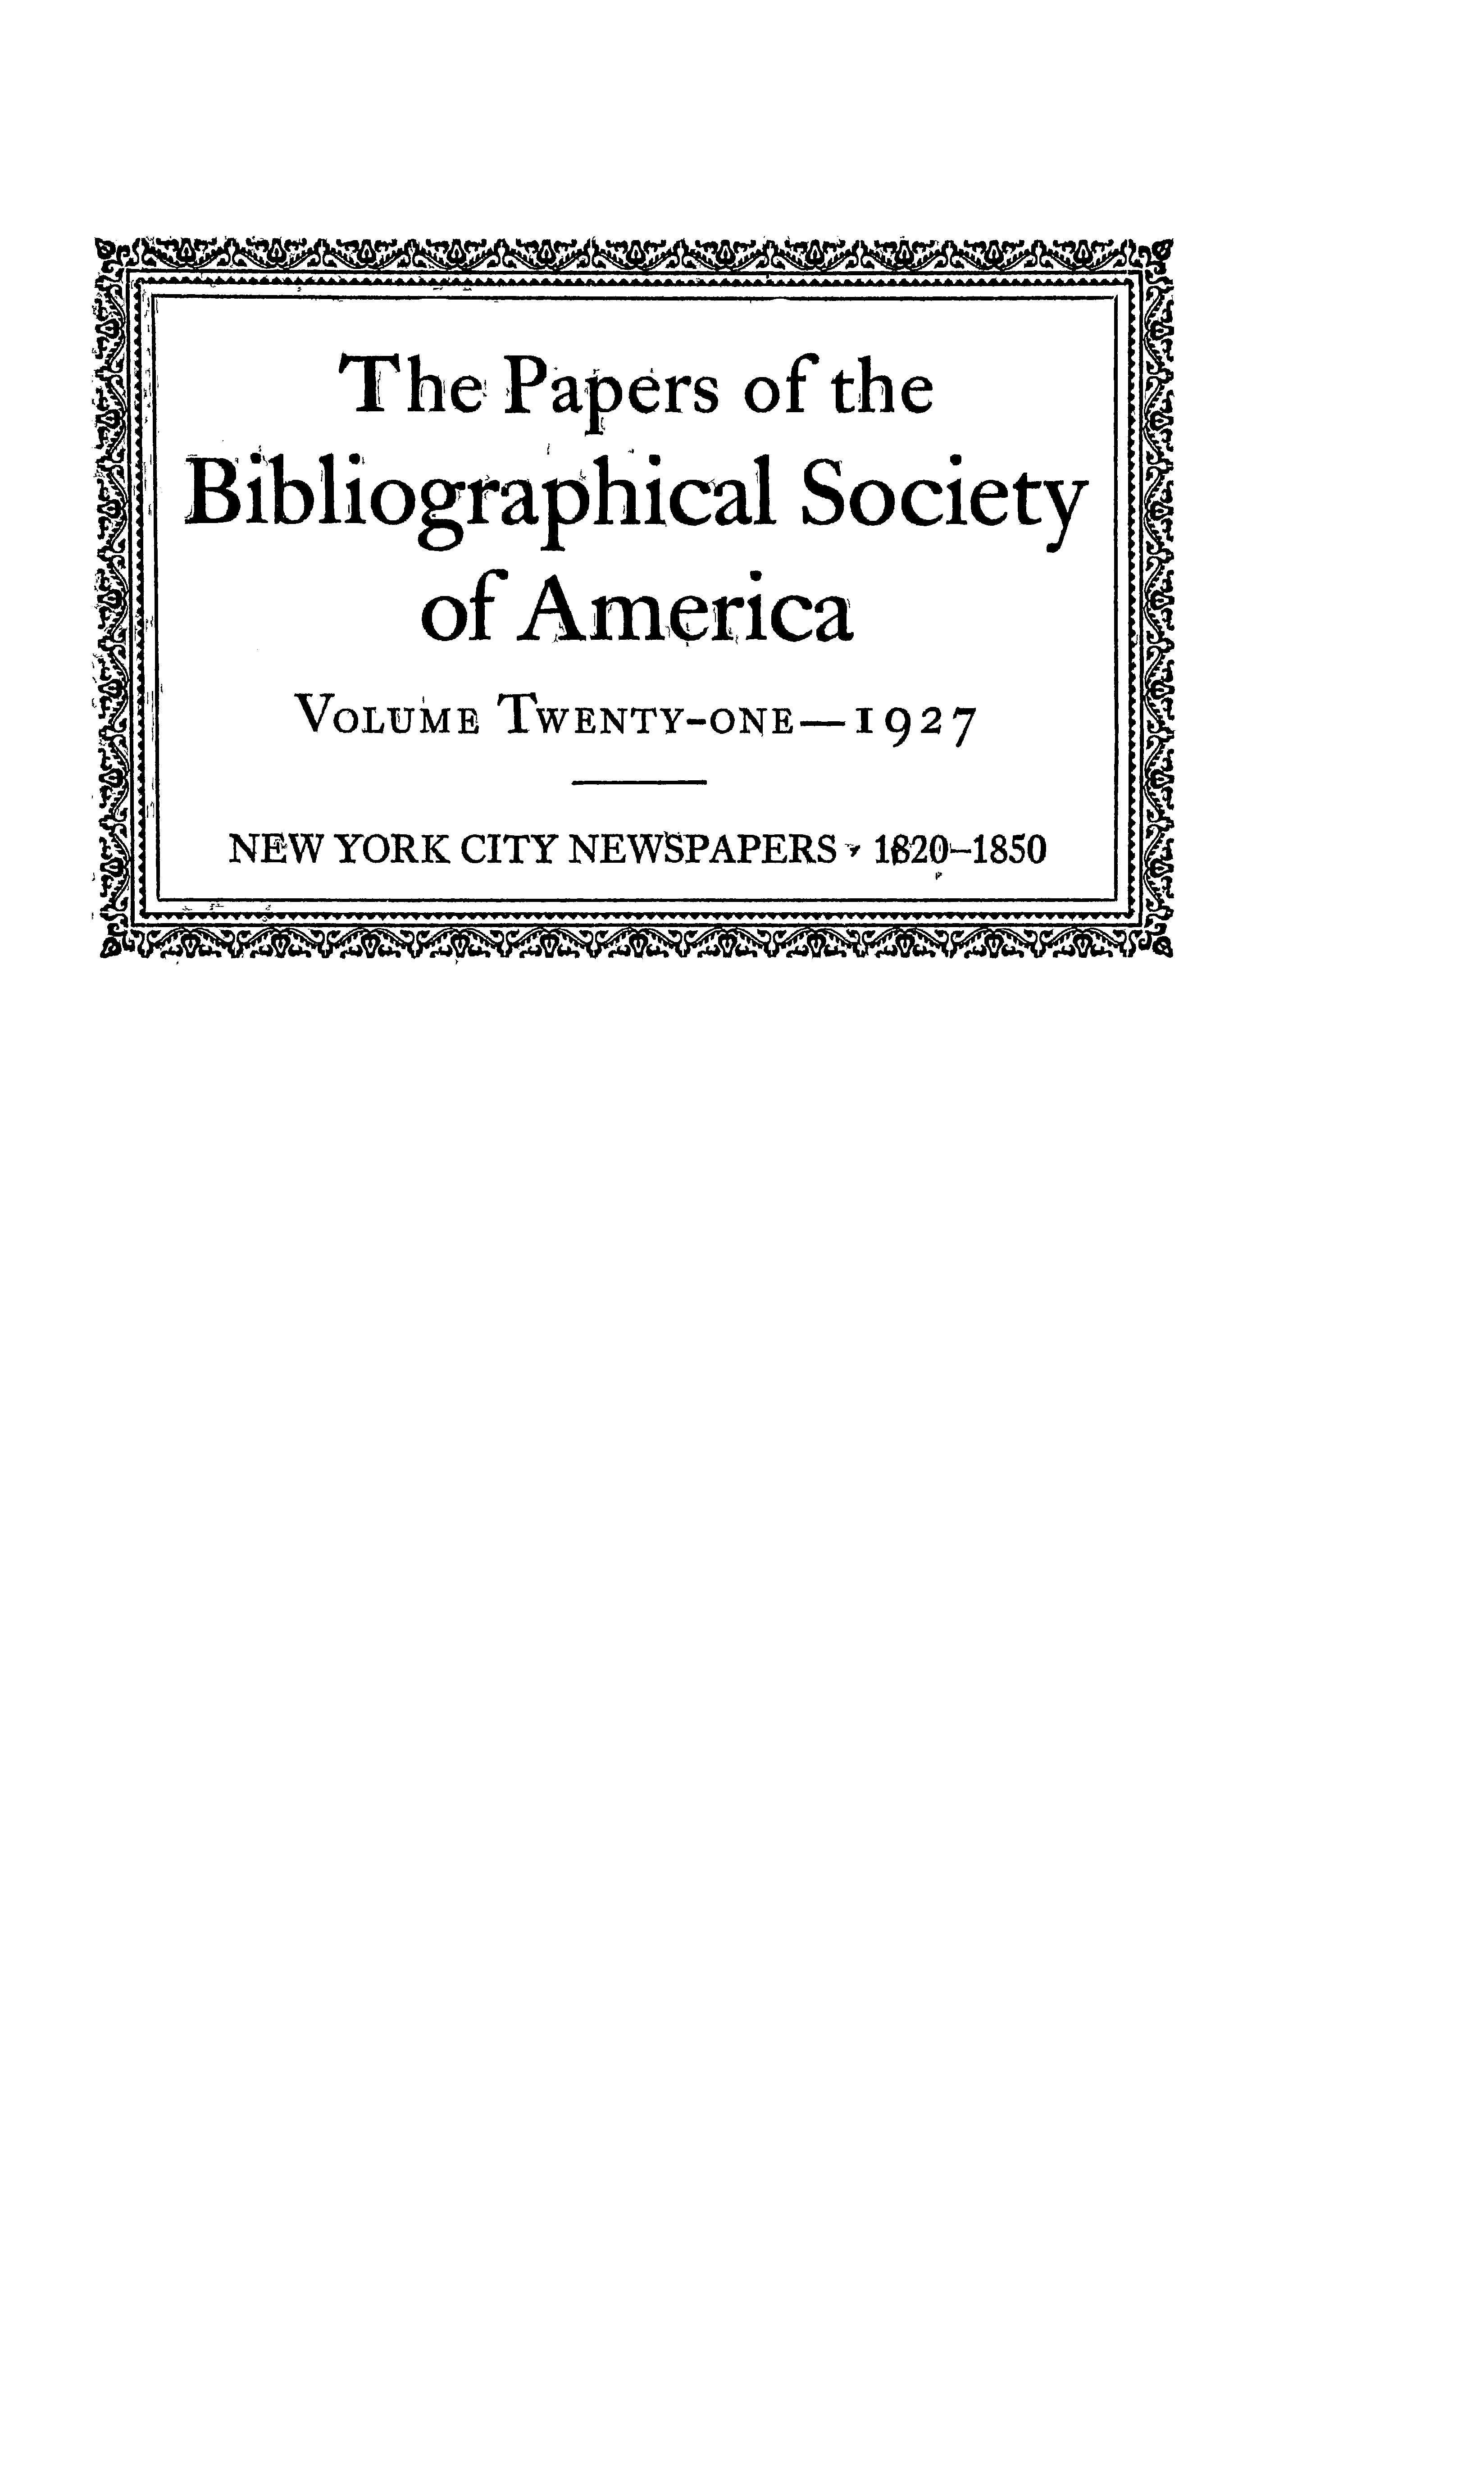 The Papers of the
Bibliographical Society
of America
VOLUME TWENTY-ONE—1927
NEW YORK CITY NEWSPAPERS · 1820–1850